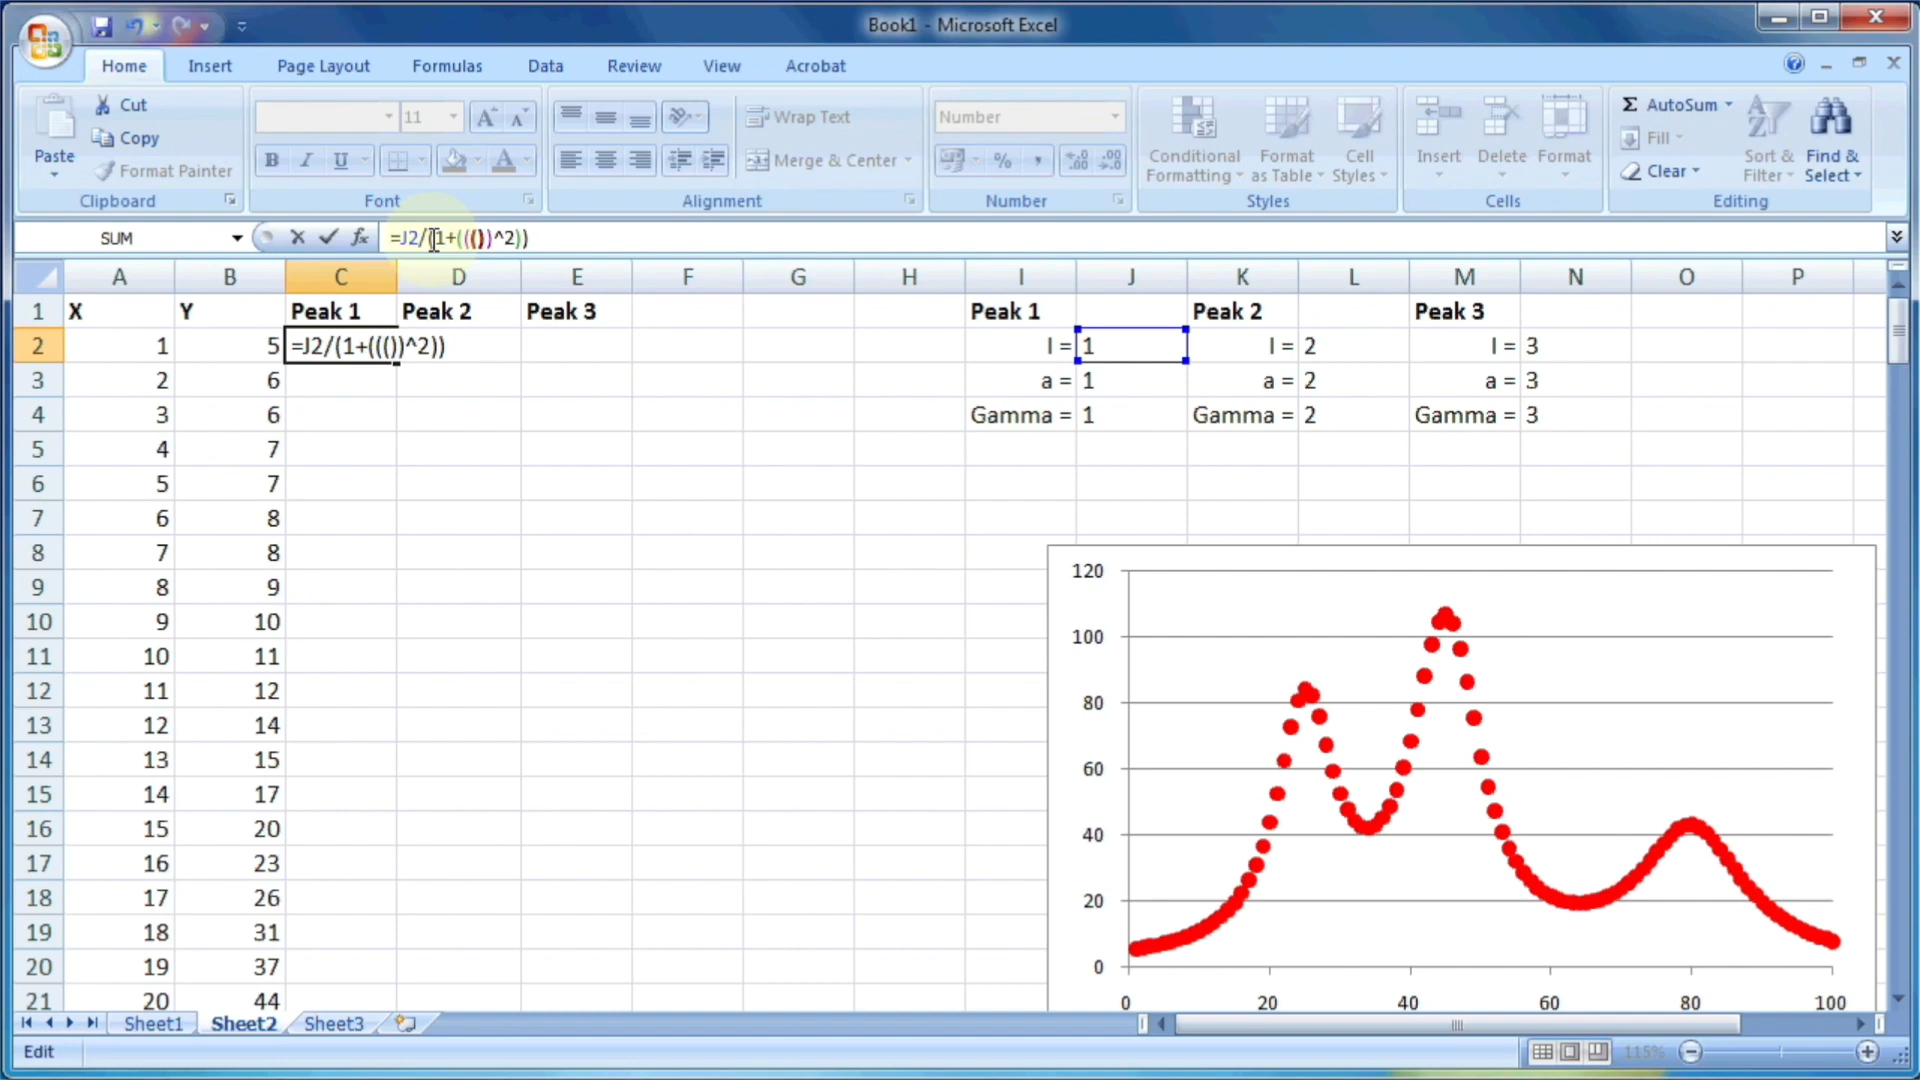 Book1 - Microsoft Excel
Home Insert Page Layout Formulas Data Review View Acrobat
Cut
Copy
Format Painter
Paste
Clipboard
11
B I U A
Font
Wrap Text
Merge & Center
Alignment
Number
% ,
Number
Conditional Formatting
Format as Table
Cell Styles
Styles
Insert Delete Format
Cells
Σ AutoSum
Fill
Clear
Sort & Filter
Find & Select
Editing
SUM fx =J2/(1+((())^2))
A B C D E F G H I J K L M N O P
1 X Y Peak 1 Peak 2 Peak 3 Peak 1 Peak 2 Peak 3
2 1 5 =J2/(1+((())^2)) I = 1 I = 2 I = 3
3 2 6 a = 1 a = 2 a = 3
4 3 6 Gamma = 1 Gamma = 2 Gamma = 3
5 4 7
6 5 7
7 6 8
8 7 8
9 8 9
10 9 10
11 10 11
12 11 12
13 12 14
14 13 15
15 14 17
16 15 20
17 16 23
18 17 26
19 18 31
20 19 37
21 20 44
120
100
80
60
40
20
0
0 20 40 60 80 100
Sheet1 Sheet2 Sheet3
Edit 115%